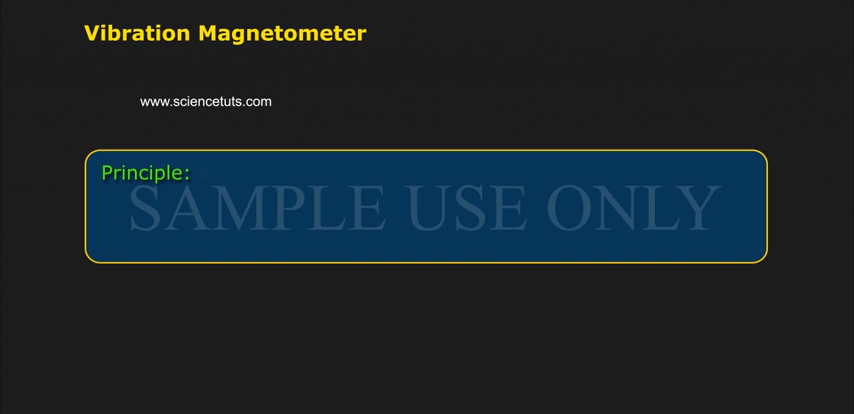 Vibration Magnetometer
www.sciencetuts.com
Principle: A
SAMPLE USE ONLY